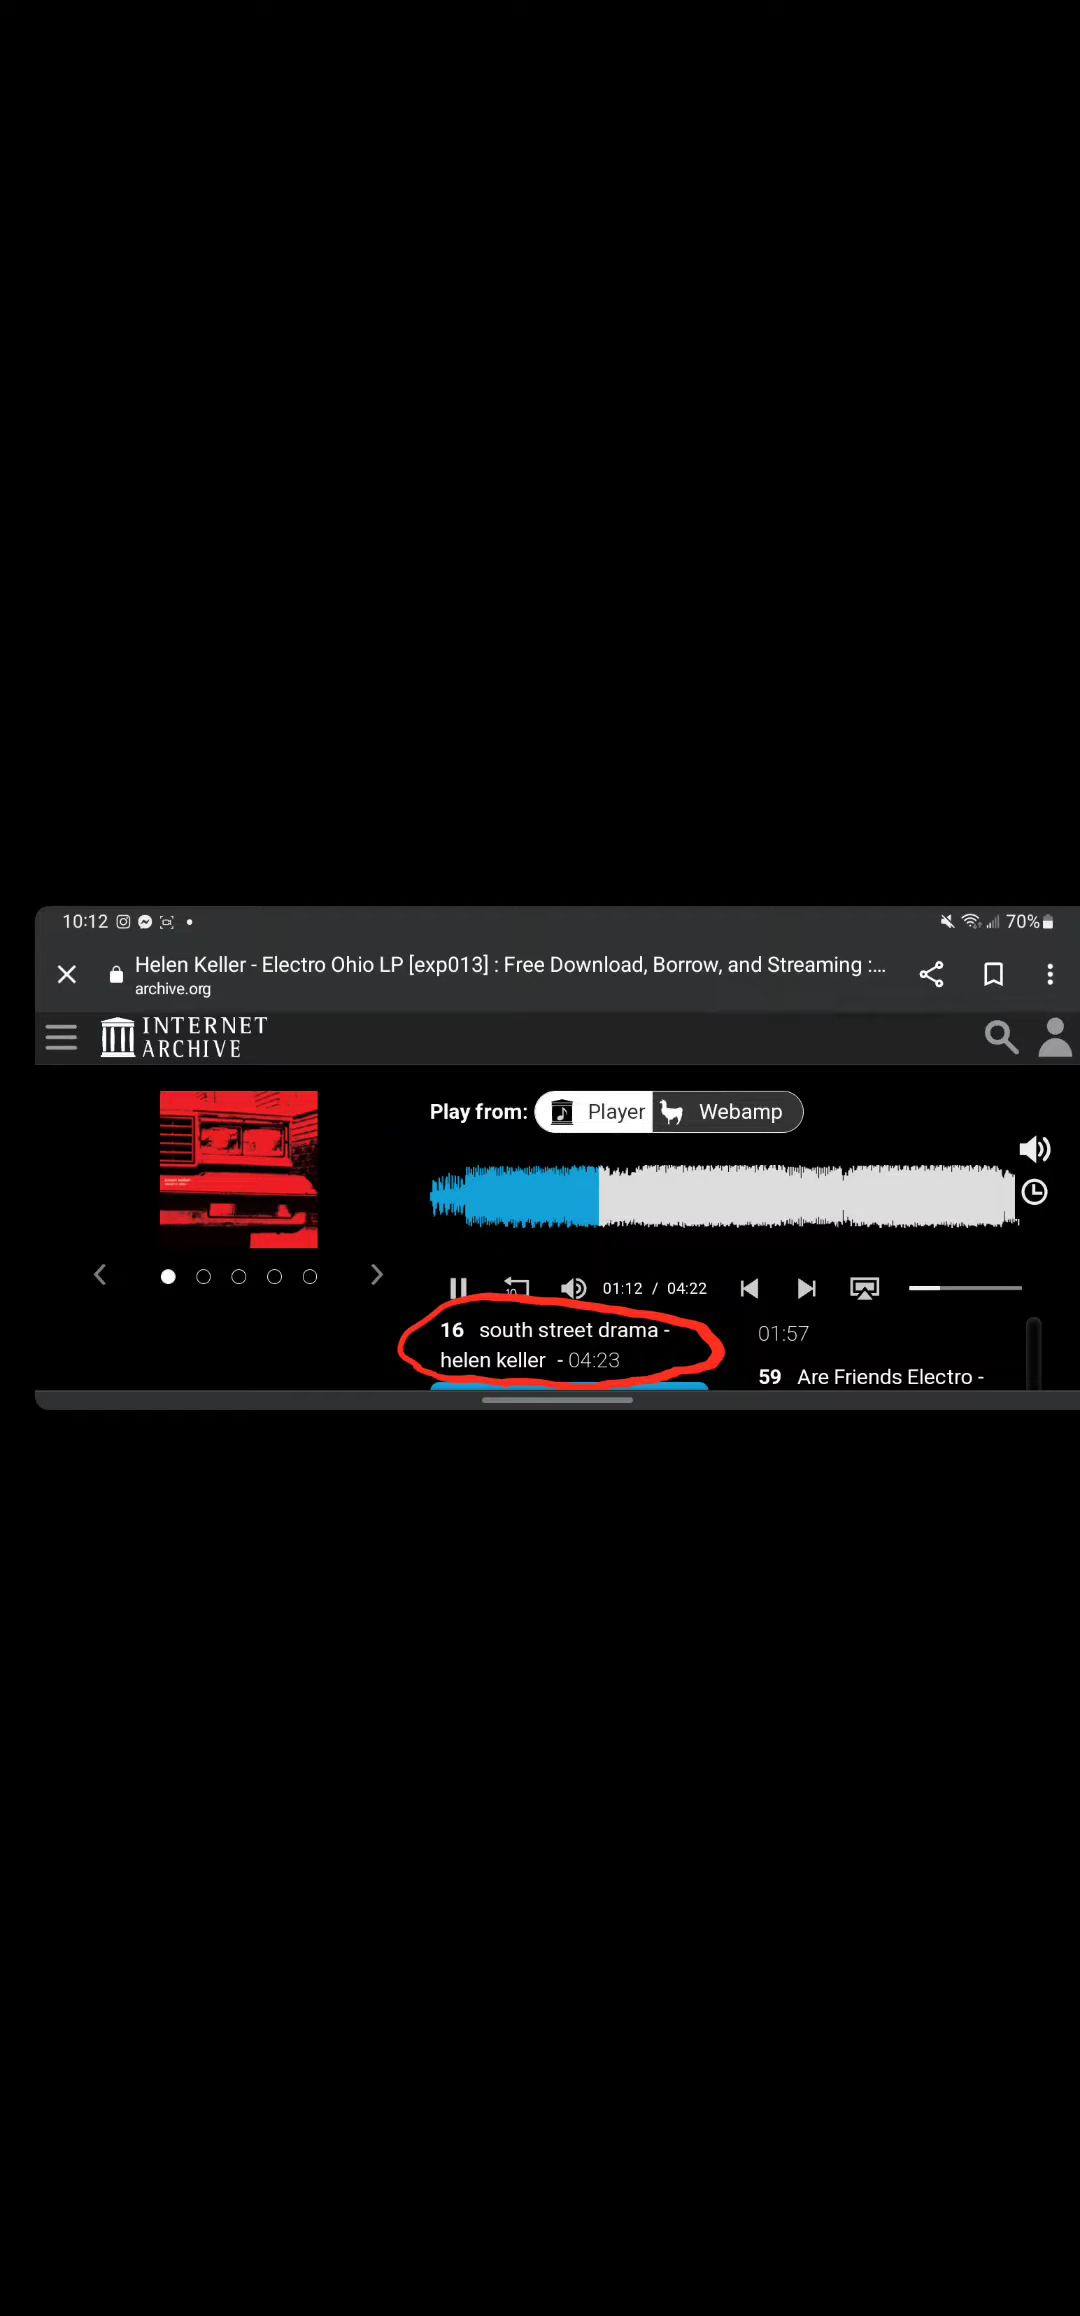 10:12
70%
Helen Keller - Electro Ohio LP [exp013] : Free Download, Borrow, and Streaming :...
archive.org
INTERNET
ARCHIVE
Play from: Player Webamp
10
01:12 / 04:22
16 south street drama -
helen keller - 04:23
01:57
59 Are Friends Electro -